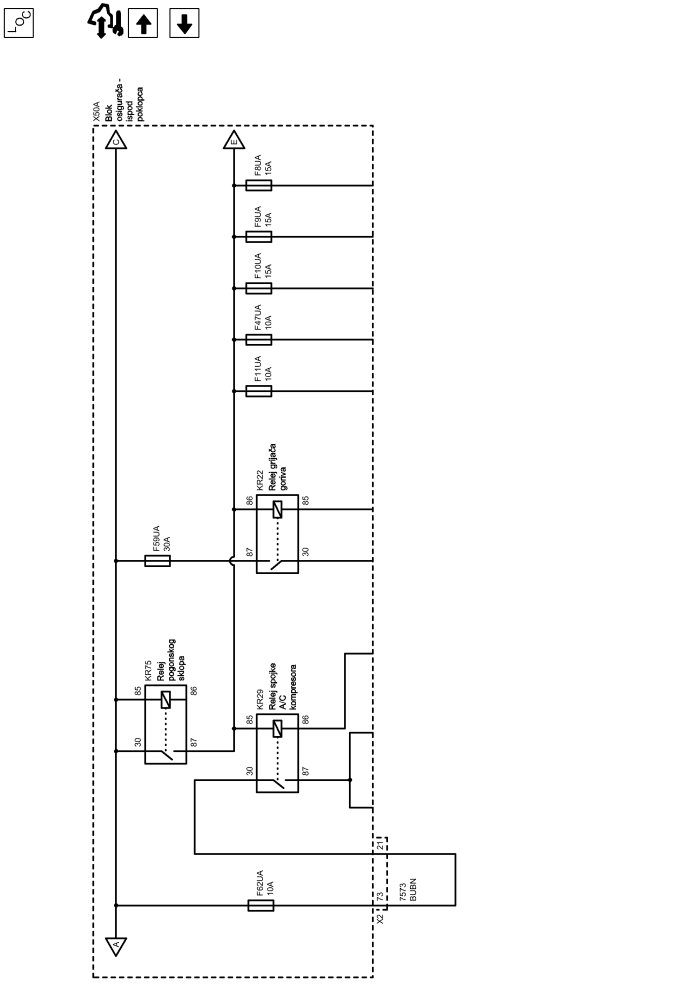 LOC
X50A
Blok
osigurača -
ispod
poklopca
C
E
F8UA
15A
F9UA
15A
F10UA
15A
F47UA
10A
F11UA
10A
KR22
Relej grijača
goriva
86
85
87
30
F59UA
30A
KR75
Relej
pogonskog
sklopa
85
86
30
87
KR29
Relej spojke
A/C
kompresora
85
86
30
87
F62UA
10A
21
73
X2
7573
BUBN
A